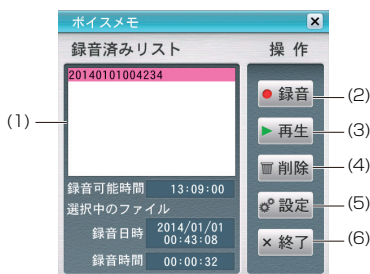 ボイスメモ
録音済みリスト
操作
20140101004234
(1)
録音可能時間 13:09:00
選択中のファイル
録音日時 2014/01/01
00:43:08
録音時間 00:00:32
録音 (2)
再生 (3)
削除 (4)
設定 (5)
× 終了 (6)